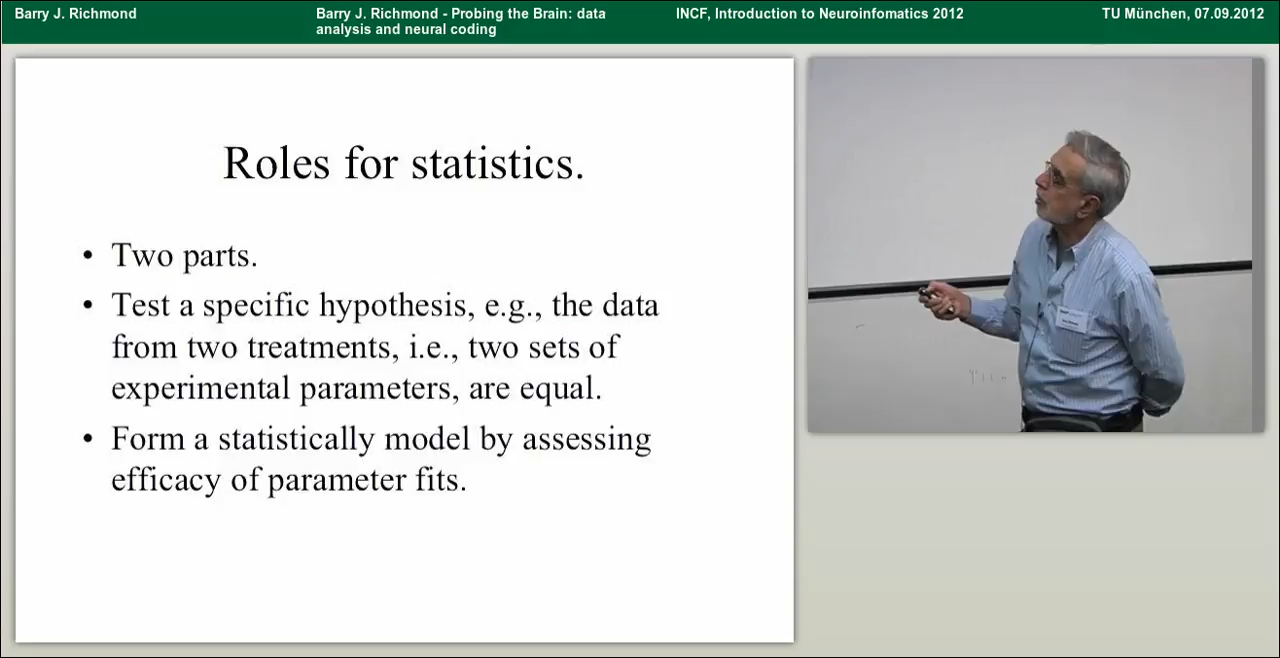 Barry J. Richmond
Barry J. Richmond - Probing the Brain: data
analysis and neural coding
INCF, Introduction to Neuroinfomatics 2012
TU München, 07.09.2012
Roles for statistics.
• Two parts.
• Test a specific hypothesis, e.g., the data
from two treatments, i.e., two sets of
experimental parameters, are equal.
• Form a statistically model by assessing
efficacy of parameter fits.